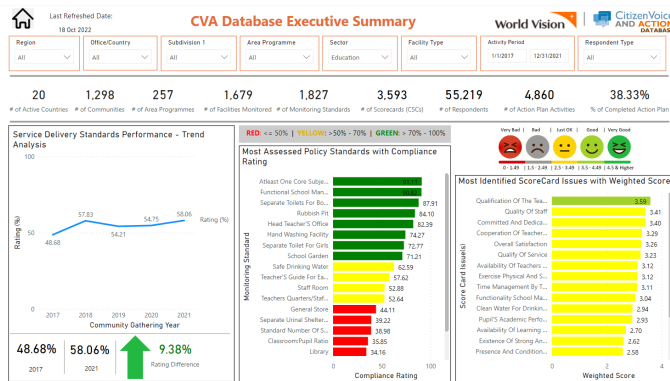 Last Refreshed Date:
18 Oct 2022
CVA Database Executive Summary
World Vision
CitizenVoice
AND ACTION
DATABASE
Region
All
Office/Country
All
Subdivision 1
All
Area Programme
All
Sector
Education
Facility Type
All
Activity Period
1/1/2017
12/31/2021
Respondent Type
All
20
# of Active Countries
1,298
# of Communities
257
# of Area Programmes
1,679
# of Facilities Monitored
1,827
# of Monitoring Standards
3,593
# of Scorecards (CSCs)
55,219
# of Respondents
4,860
# of Action Plan Activities
38.33%
% of Completed Action Plan
Service Delivery Standards Performance - Trend
Analysis
100
50
0
Rating (%)
48.68
57.83
54.21
54.75
58.06
Rating (%)
2017 2018 2019 2020 2021
Community Gathering Year
48.68%
2017
58.06%
2021
9.38%
Rating Difference
RED: <= 50% | YELLOW: >50% - 70% | GREEN: > 70% - 100%
Most Assessed Policy Standards with Compliance
Rating
Monitoring Standard
Atleast One Core Subje...
Functional School Man... 90.82
Separate Toilets For Bo... 87.91
Rubbish Pit 84.10
Head Teacher'S Office 82.39
Hand Washing Facility 74.27
Separate Toilet For Girls 72.77
School Garden 71.21
Safe Drinking Water 62.59
Teacher'S Guide For Ea... 57.62
Staff Room 52.88
Teachers Quarters/Staf... 52.64
General Store 44.11
Separate Urinal Shelter... 39.22
Standard Number Of S... 38.98
Classroom:Pupil Ratio 35.85
Library 34.16
0 50 100
Compliance Rating
Very Bad | Bad | Just OK | Good | Very Good
0 - 1.49 | 1.5 - 2.49 | 2.5 - 3.49 | 3.5 - 4.49 | 4.5 & Higher
Most Identified ScoreCard Issues with Weighted Score
Score Card Issue(s)
Qualification Of The Tea... 3.59
Quality Of Staff 3.41
Committed And Dedica... 3.40
Cooperation Of Teacher... 3.29
Overall Satisfaction 3.26
Qualify Of Service 3.23
Availability Of Teachers ... 3.12
Exercise Physical And S... 3.12
Time Management By T... 3.11
Functionality School Ma... 3.04
Clean Water For Drinkin... 2.94
Pupil'S Academic Perfo... 2.93
Availability Of Learning ... 2.70
Existence Of Strong An... 2.62
Presence And Condition... 2.58
0 2 4
Weighted Score